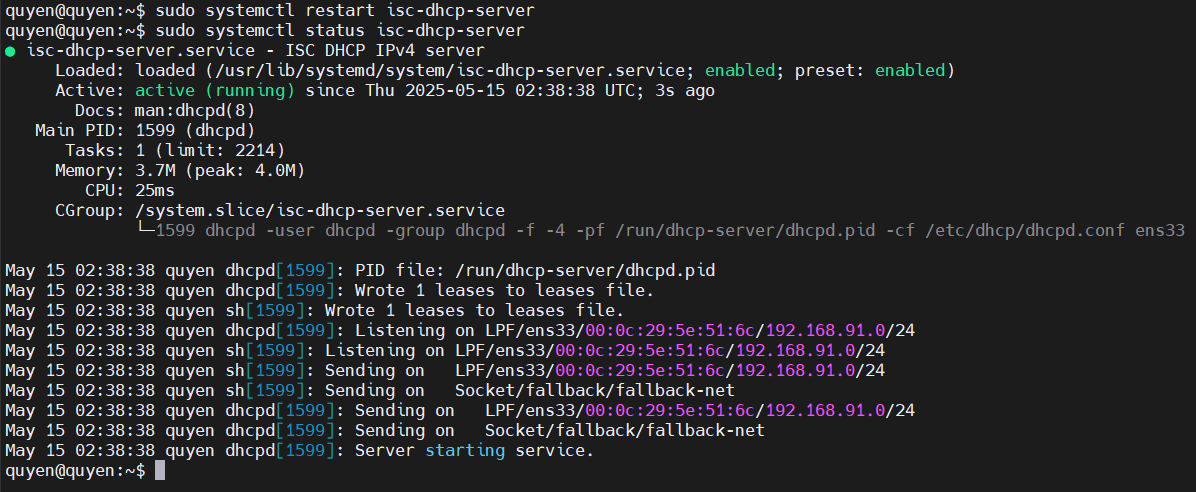 quyen@quyen:~$ sudo systemctl restart isc-dhcp-server
quyen@quyen:~$ sudo systemctl status isc-dhcp-server
● isc-dhcp-server.service - ISC DHCP IPv4 server
     Loaded: loaded (/usr/lib/systemd/system/isc-dhcp-server.service; enabled; preset: enabled)
     Active: active (running) since Thu 2025-05-15 02:38:38 UTC; 3s ago
       Docs: man:dhcpd(8)
   Main PID: 1599 (dhcpd)
      Tasks: 1 (limit: 2214)
     Memory: 3.7M (peak: 4.0M)
        CPU: 25ms
     CGroup: /system.slice/isc-dhcp-server.service
             └─1599 dhcpd -user dhcpd -group dhcpd -f -4 -pf /run/dhcp-server/dhcpd.pid -cf /etc/dhcp/dhcpd.conf ens33
May 15 02:38:38 quyen dhcpd[1599]: PID file: /run/dhcp-server/dhcpd.pid
May 15 02:38:38 quyen dhcpd[1599]: Wrote 1 leases to leases file.
May 15 02:38:38 quyen sh[1599]: Wrote 1 leases to leases file.
May 15 02:38:38 quyen dhcpd[1599]: Listening on LPF/ens33/00:0c:29:5e:51:6c/192.168.91.0/24
May 15 02:38:38 quyen sh[1599]: Listening on LPF/ens33/00:0c:29:5e:51:6c/192.168.91.0/24
May 15 02:38:38 quyen sh[1599]: Sending on   LPF/ens33/00:0c:29:5e:51:6c/192.168.91.0/24
May 15 02:38:38 quyen sh[1599]: Sending on   Socket/fallback/fallback-net
May 15 02:38:38 quyen dhcpd[1599]: Sending on   LPF/ens33/00:0c:29:5e:51:6c/192.168.91.0/24
May 15 02:38:38 quyen dhcpd[1599]: Sending on   Socket/fallback/fallback-net
May 15 02:38:38 quyen dhcpd[1599]: Server starting service.
quyen@quyen:~$